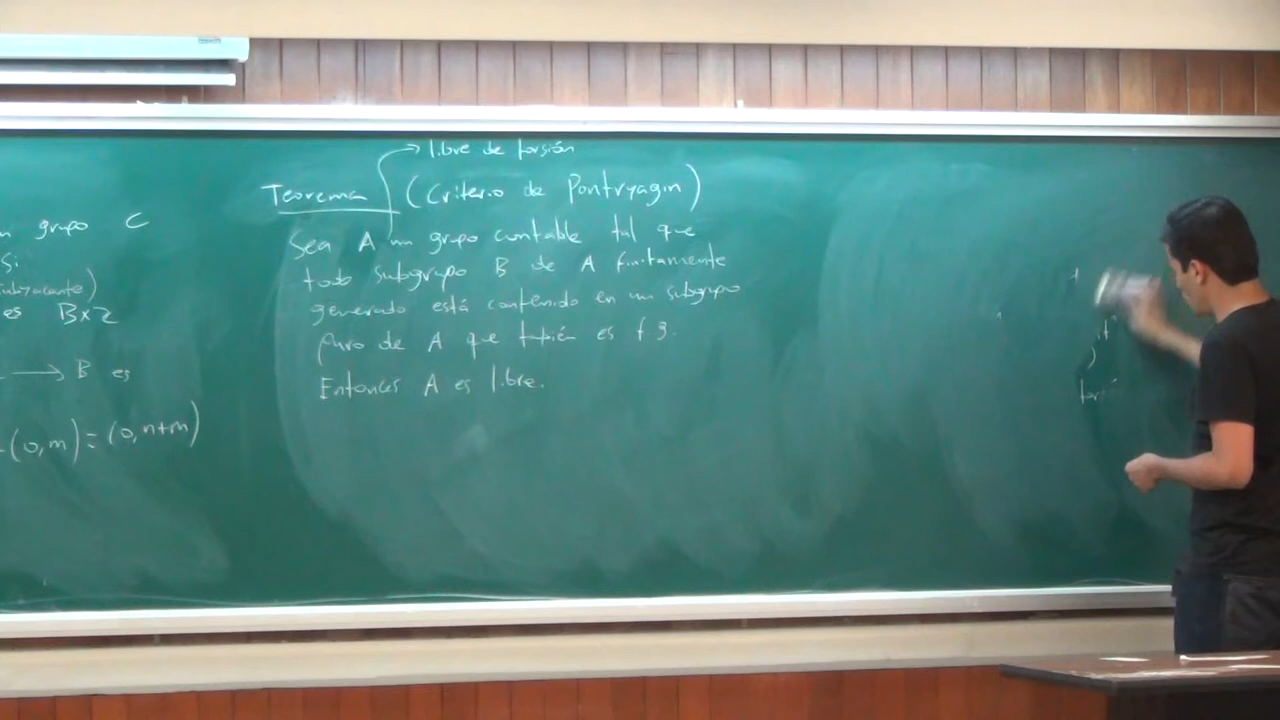 grupo C
Si
es B×Z
⟶ B es
(0,m) = (0,n+m)
libre de torsión
Teorema (Criterio de Pontryagin)
Sea A un grupo contable tal que
todo subgrupo B de A finitamente
generado está contenido en un subgrupo
puro de A que también es f.g.
Entonces A es libre.